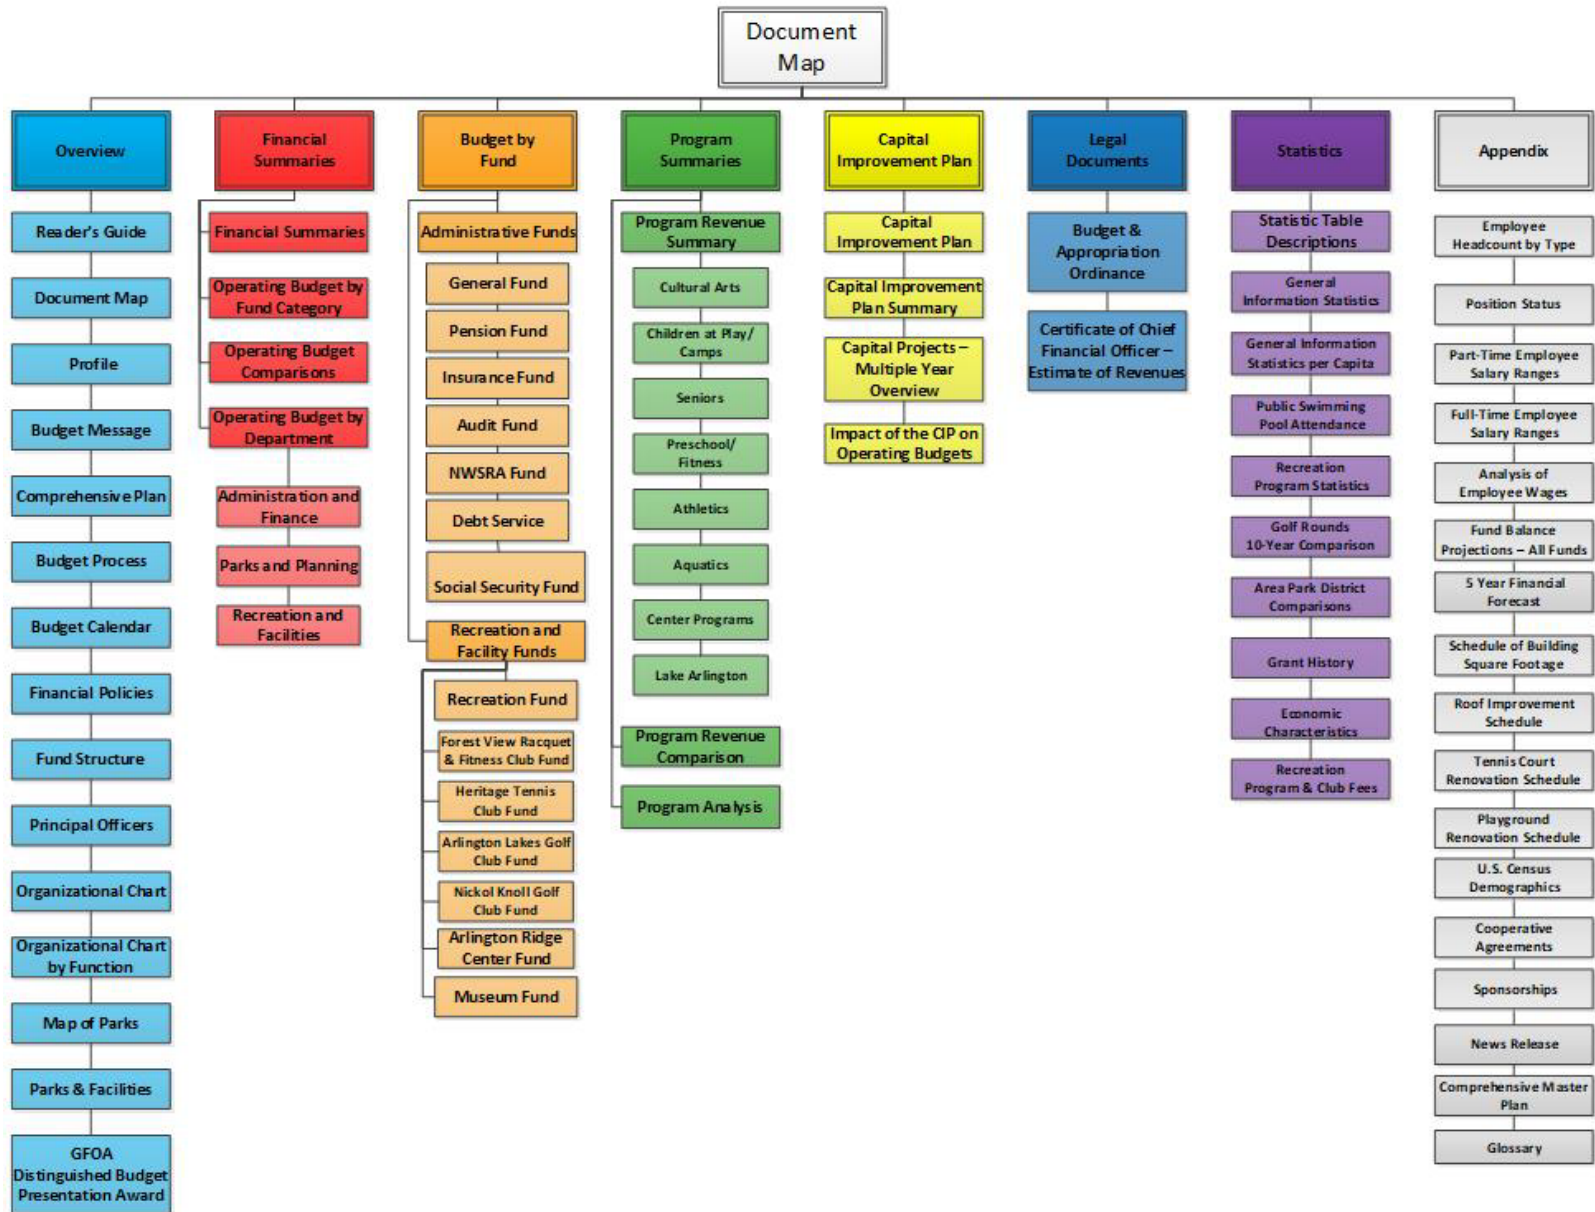 Document
Map
Overview
Reader's Guide
Document Map
Profile
Budget Message
Comprehensive Plan
Budget Process
Budget Calendar
Financial Policies
Fund Structure
Principal Officers
Organizational Chart
Organizational Chart
by Function
Map of Parks
Parks & Facilities
GFOA
Distinguished Budget
Presentation Award
Financial
Summaries
Financial Summaries
Operating Budget by
Fund Category
Operating Budget
Comparisons
Operating Budget by
Department
Administration and
Finance
Parks and Planning
Recreation and
Facilities
Budget by
Fund
Administrative Funds
General Fund
Pension Fund
Insurance Fund
Audit Fund
NWSRA Fund
Debt Service
Social Security Fund
Recreation and
Facility Funds
Recreation Fund
Forest View Racquet
& Fitness Club Fund
Heritage Tennis
Club Fund
Arlington Lakes Golf
Club Fund
Nickol Knoll Golf
Club Fund
Arlington Ridge
Center Fund
Museum Fund
Program
Summaries
Program Revenue
Summary
Cultural Arts
Children at Play/
Camps
Seniors
Preschool/
Fitness
Athletics
Aquatics
Center Programs
Lake Arlington
Program Revenue
Comparison
Program Analysis
Capital
Improvement Plan
Capital
Improvement Plan
Capital Improvement
Plan Summary
Capital Projects –
Multiple Year
Overview
Impact of the CIP on
Operating Budgets
Legal
Documents
Budget &
Appropriation
Ordinance
Certificate of Chief
Financial Officer –
Estimate of Revenues
Statistics
Statistic Table
Descriptions
General
Information Statistics
General Information
Statistics per Capita
Public Swimming
Pool Attendance
Recreation
Program Statistics
Golf Rounds
10-Year Comparison
Area Park District
Comparisons
Grant History
Economic
Characteristics
Recreation
Program & Club Fees
Appendix
Employee
Headcount by Type
Position Status
Part-Time Employee
Salary Ranges
Full-Time Employee
Salary Ranges
Analysis of
Employee Wages
Fund Balance
Projections – All Funds
5 Year Financial
Forecast
Schedule of Building
Square Footage
Roof Improvement
Schedule
Tennis Court
Renovation Schedule
Playground
Renovation Schedule
U.S. Census
Demographics
Cooperative
Agreements
Sponsorships
News Release
Comprehensive Master
Plan
Glossary